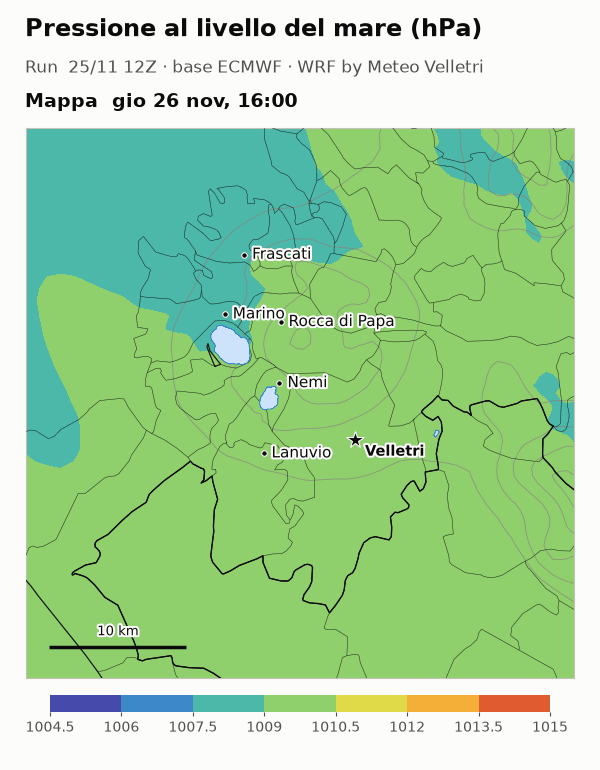 Pressione al livello del mare (hPa)
Run  25/11 12Z · base ECMWF · WRF by Meteo Velletri
Mappa  gio 26 nov, 16:00
Frascati
Marino
Rocca di Papa
Nemi
Velletri
Lanuvio
10 km
1004.5 1006 1007.5 1009 1010.5 1012 1013.5 1015